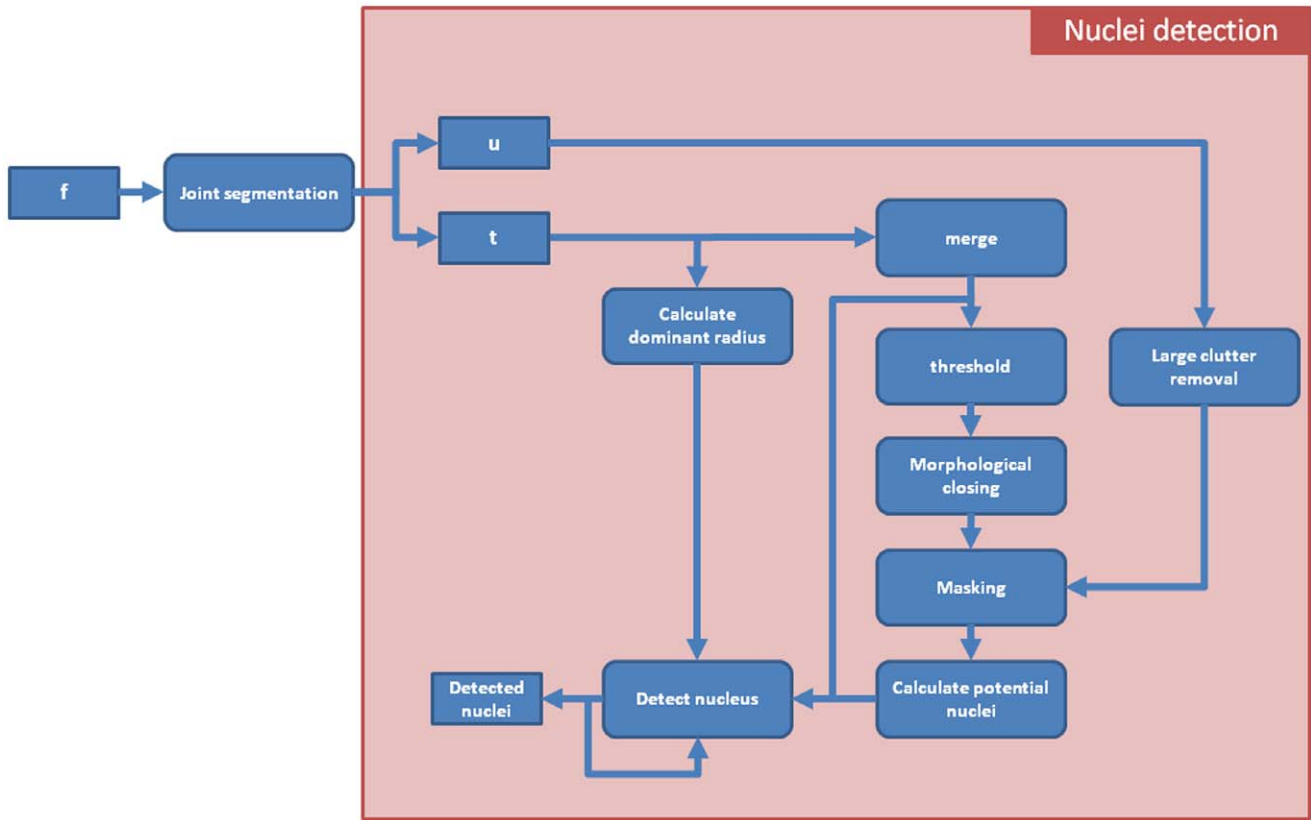 Nuclei detection
u
f
Joint segmentation
t
merge
Calculate
dominant radius
threshold
Large clutter
removal
Morphological
closing
Masking
Detected
nuclei
Detect nucleus
Calculate potential
nuclei